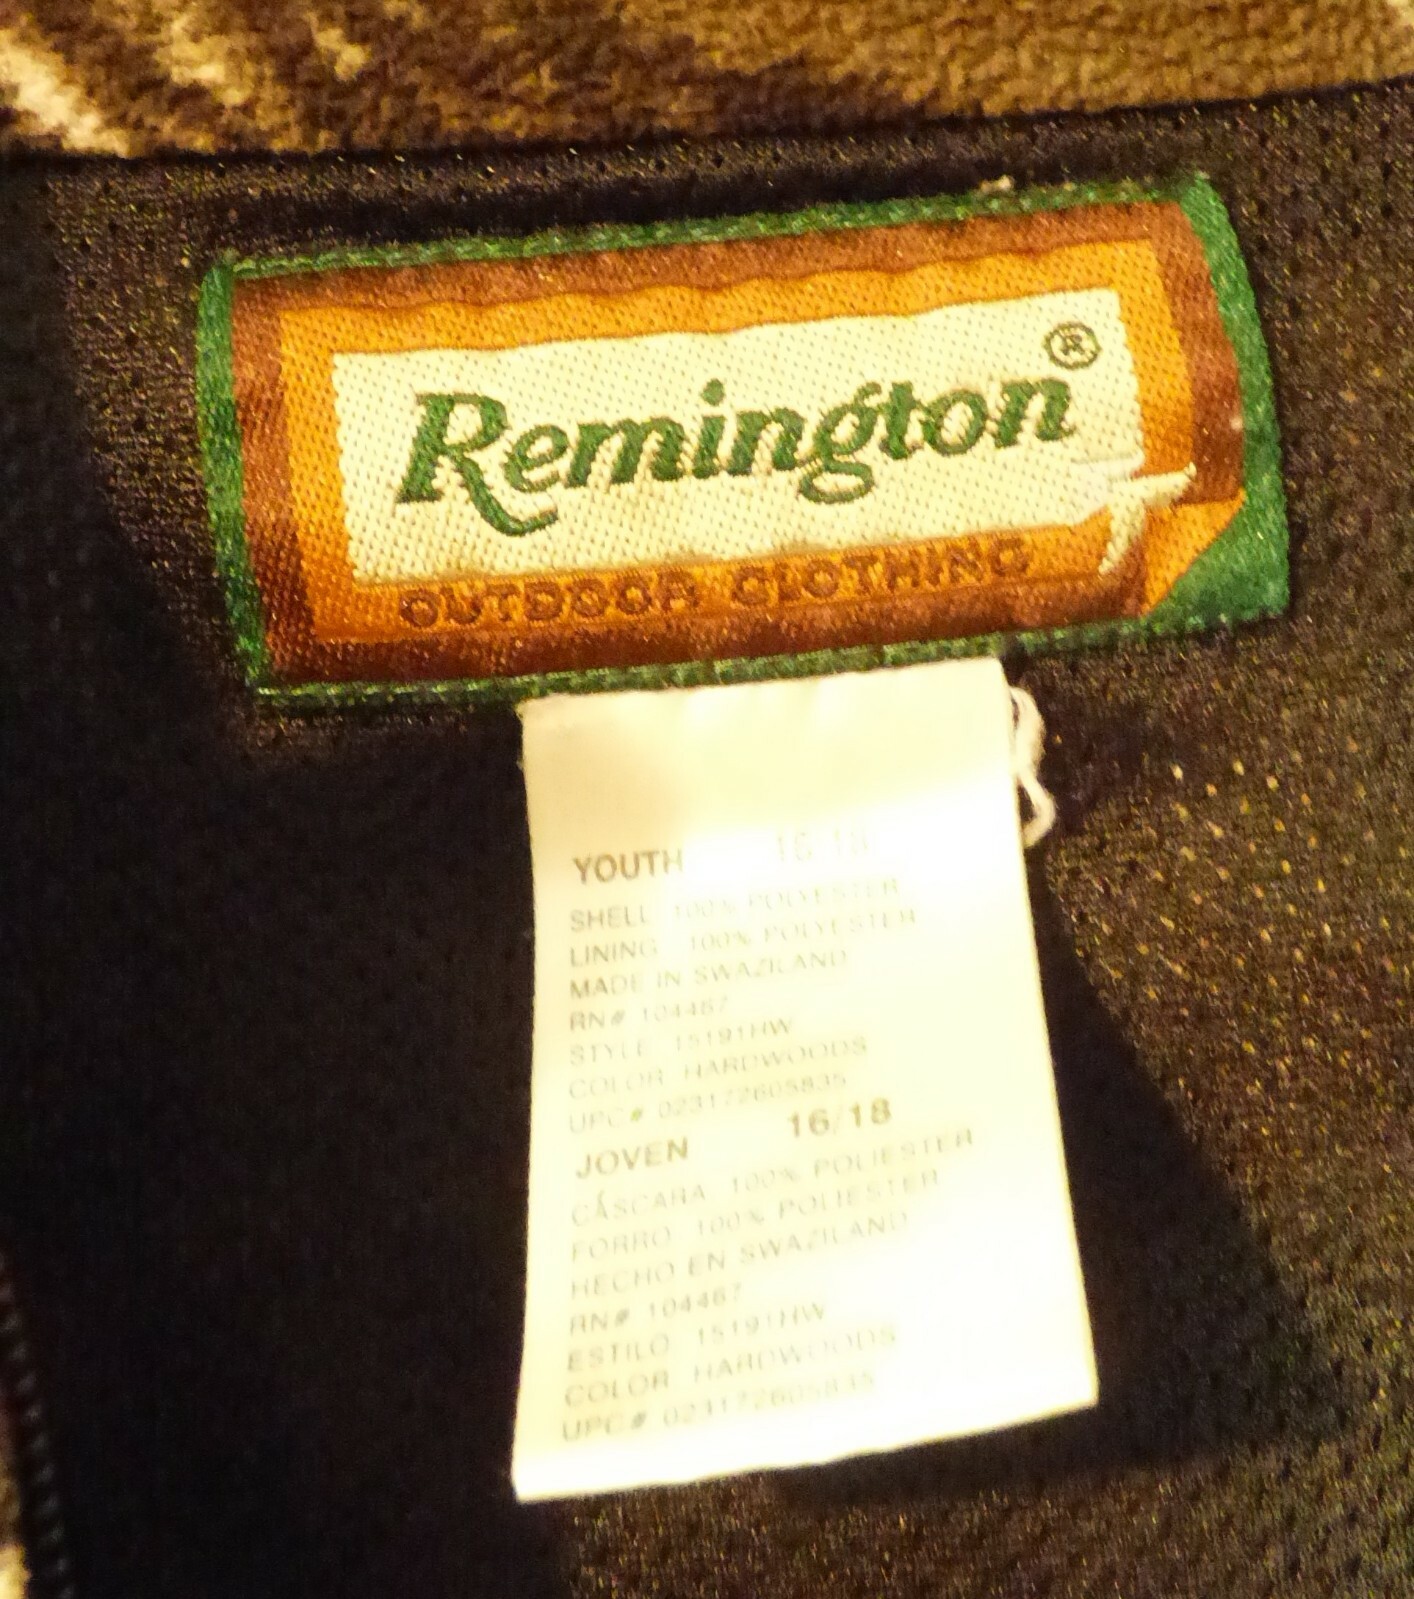 Remington®
OUTDOOR CLOTHING
YOUTH 16 18
SHELL 100% POLYESTER
LINING 100% POLYESTER
MADE IN SWAZILAND
RN# 104467
STYLE 15191HW
COLOR HARDWOODS
UPC# 023172605835
JOVEN 16/18
CÁSCARA 100% POLIESTER
FORRO 100% POLIESTER
HECHO EN SWAZILAND
RN# 104467
ESTILO 15191HW
COLOR HARDWOODS
UPC# 023172605835